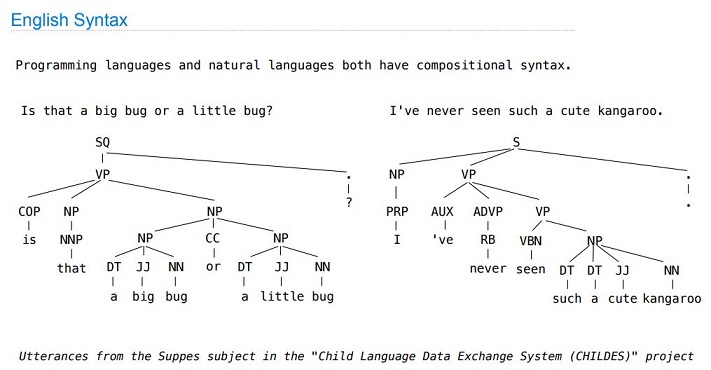 English Syntax
Programming languages and natural languages both have compositional syntax.
Is that a big bug or a little bug?
SQ
VP .
COP NP NP ?
is NNP NP CC NP
that DT JJ NN or DT JJ NN
a big bug a little bug
I've never seen such a cute kangaroo.
S
NP VP .
PRP AUX ADVP VP .
I 've RB VBN NP
never seen DT DT JJ NN
such a cute kangaroo
Utterances from the Suppes subject in the "Child Language Data Exchange System (CHILDES)" project